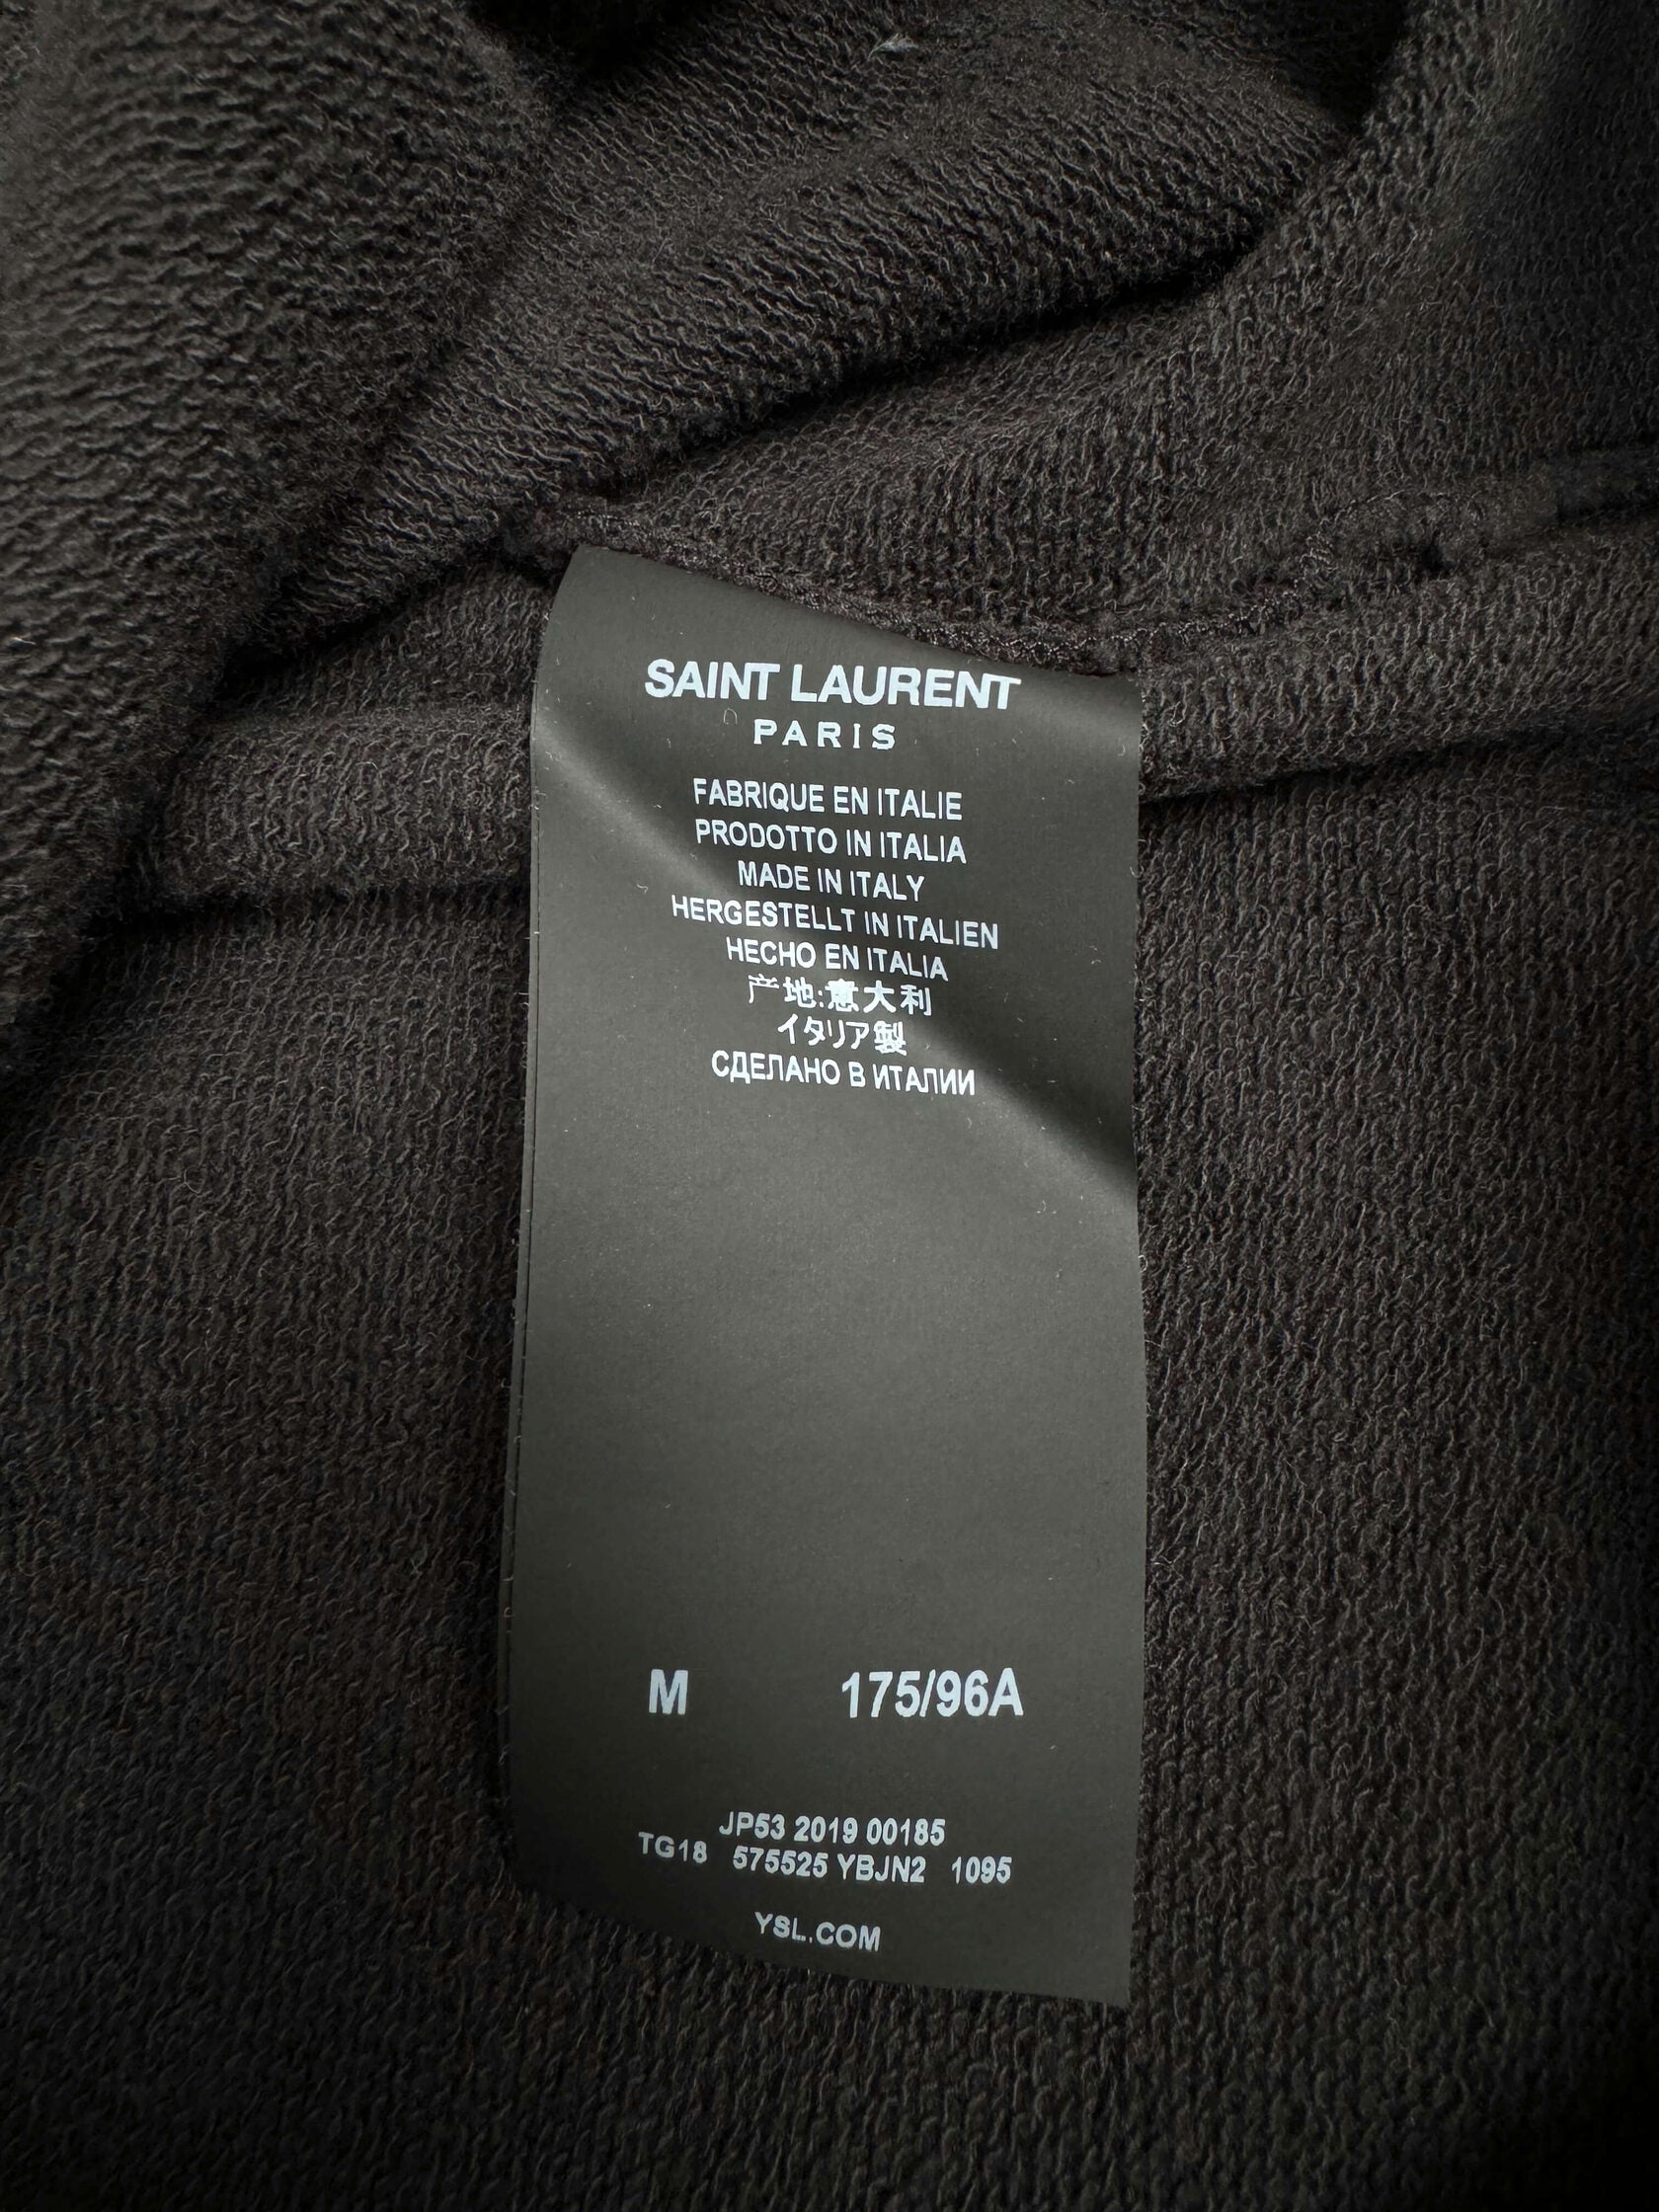 SAINT LAURENT
PARIS
FABRIQUE EN ITALIE
PRODOTTO IN ITALIA
MADE IN ITALY
HERGESTELLT IN ITALIEN
HECHO EN ITALIA
产地:意大利
イタリア製
СДЕЛАНО В ИТАЛИИ
M 175/96A
JP53 2019 00185
TG18 575525 YBJN2 1095
YSL.COM